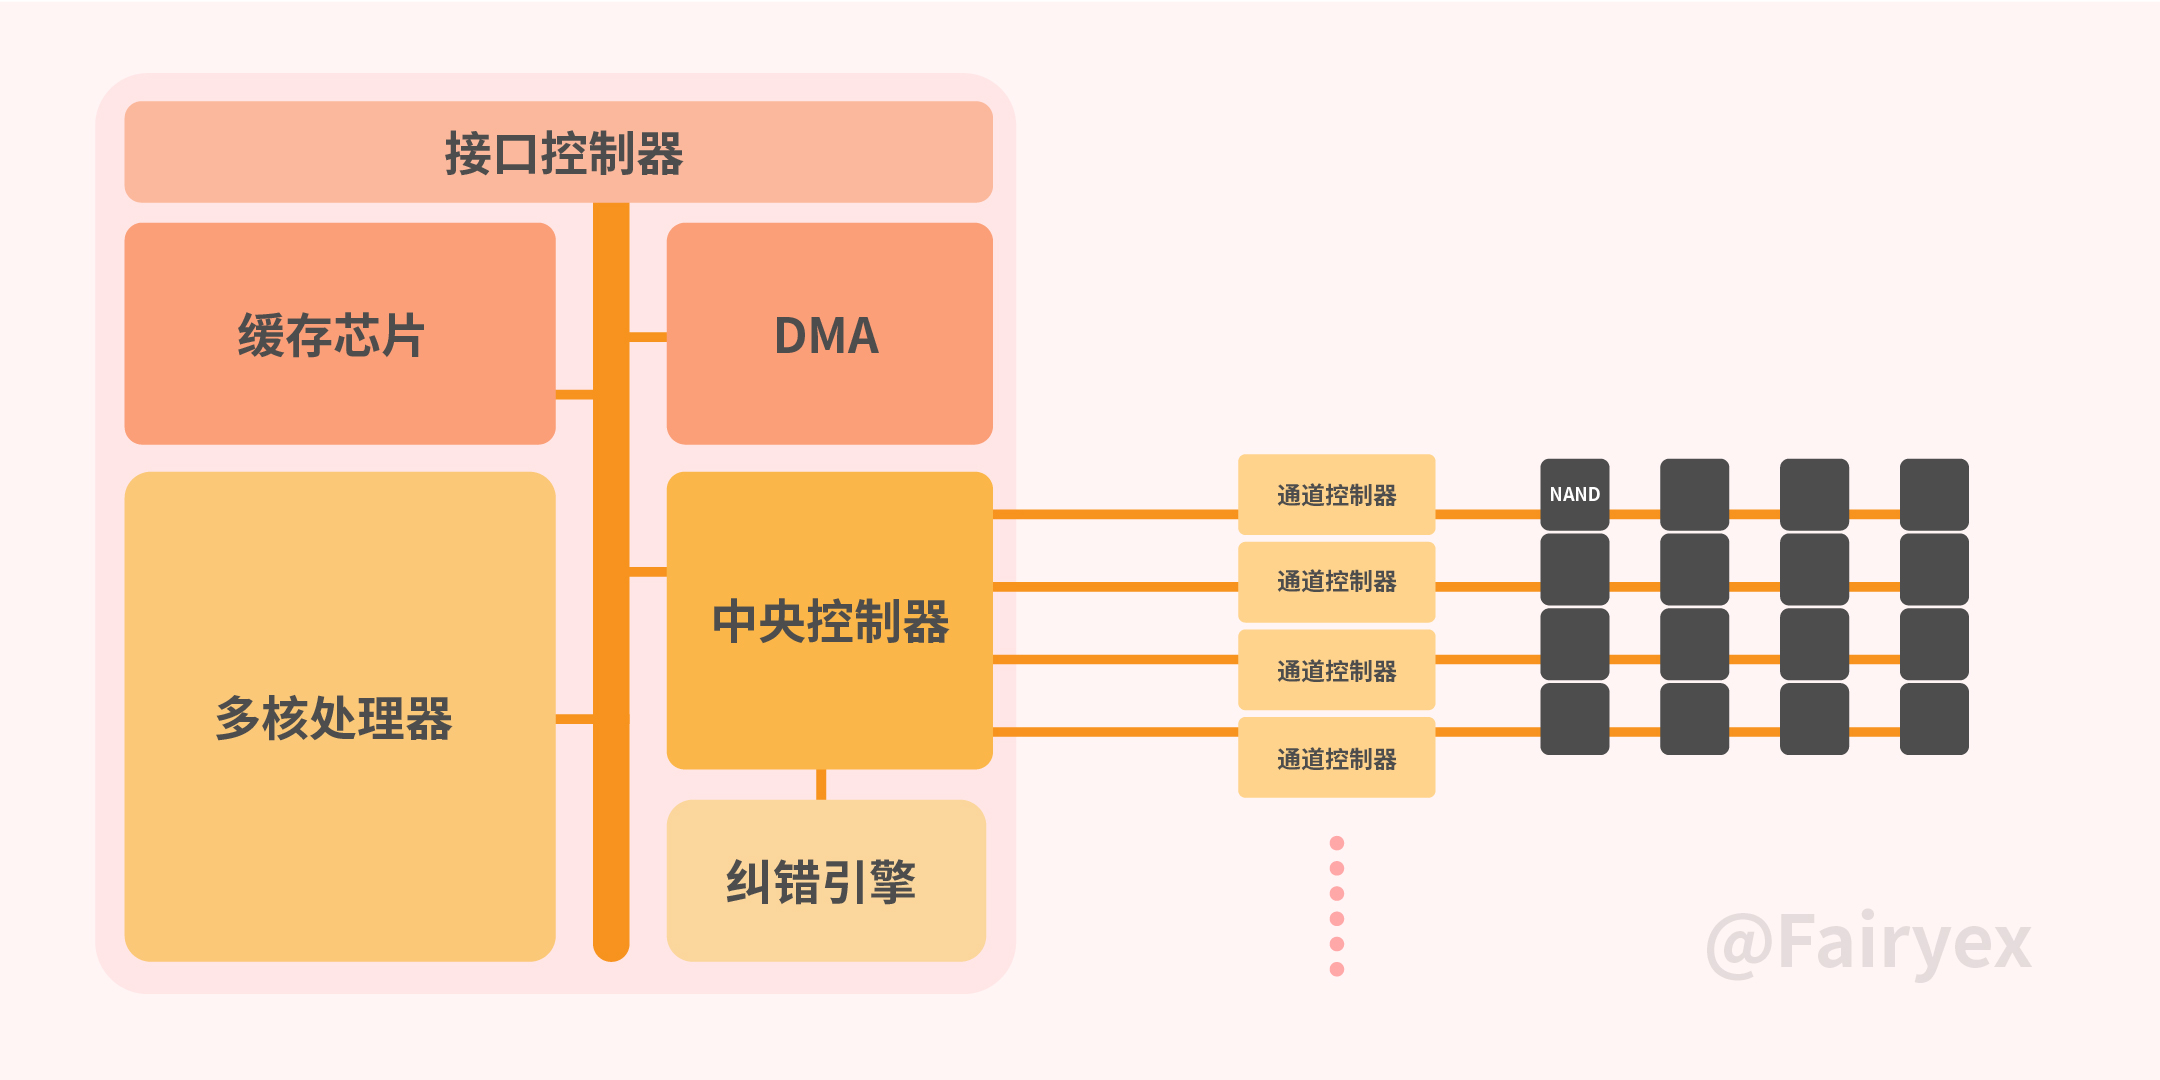 接口控制器
缓存芯片
DMA
多核处理器
中央控制器
纠错引擎
通道控制器
通道控制器
通道控制器
通道控制器
NAND
@Fairyex